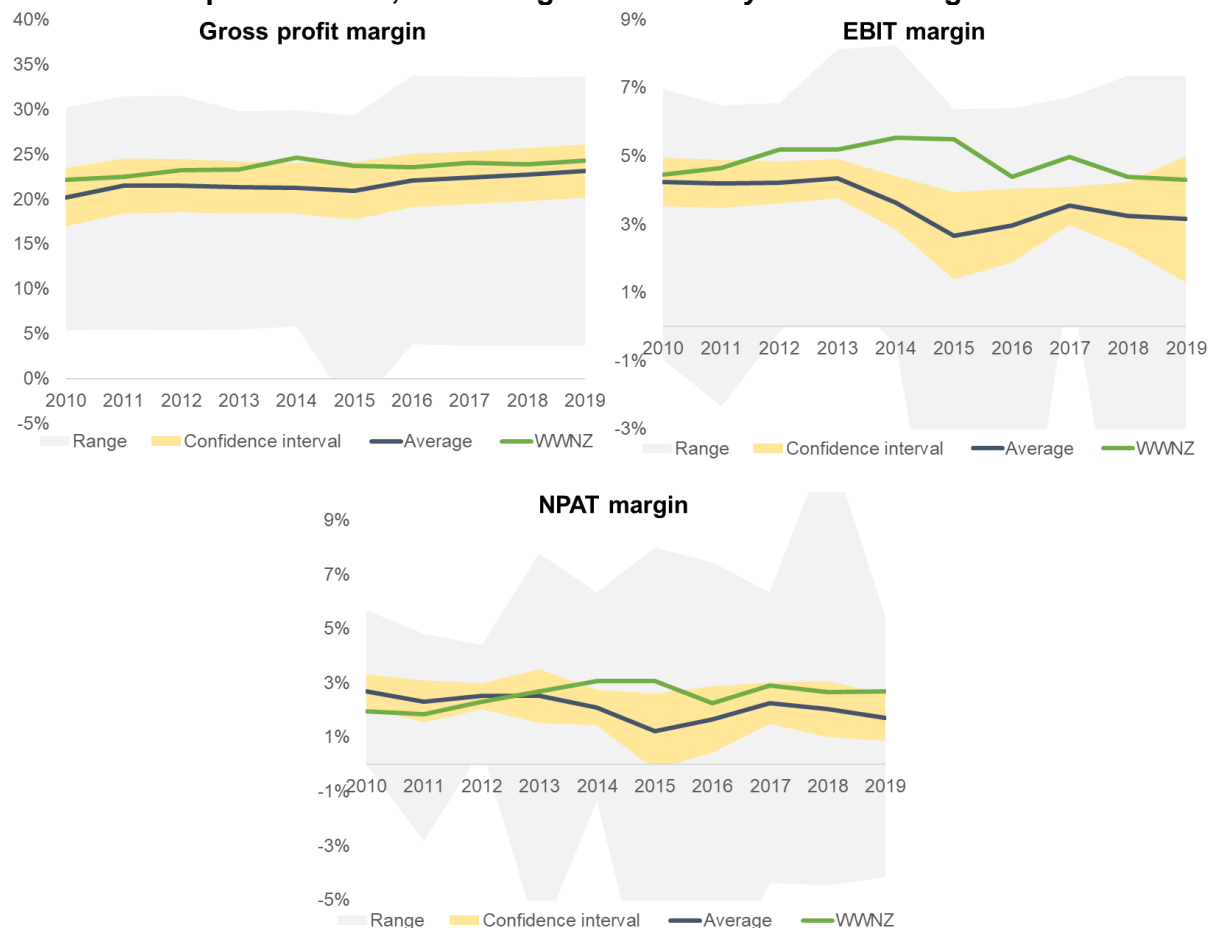 Gross profit margin
40%
35%
30%
25%
20%
15%
10%
5%
0%
-5%
2010 2011 2012 2013 2014 2015 2016 2017 2018 2019
Range Confidence interval Average WWNZ
EBIT margin
9%
7%
5%
3%
1%
-1%
-3%
2010 2011 2012 2013 2014 2015 2016 2017 2018 2019
Range Confidence interval Average WWNZ
NPAT margin
9%
7%
5%
3%
1%
-1%
-3%
-5%
2010 2011 2012 2013 2014 2015 2016 2017 2018 2019
Range Confidence interval Average WWNZ